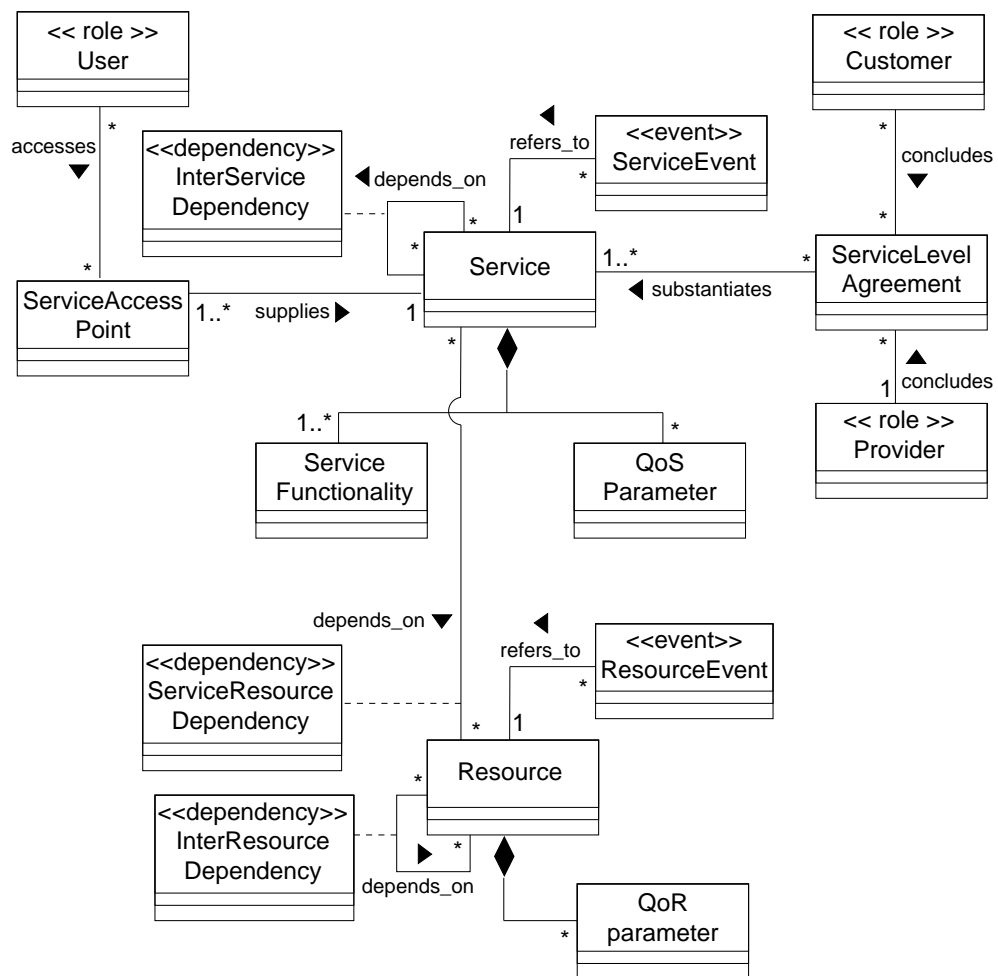 << role >>
User
<< role >>
Customer
*
accesses
*
<<dependency>>
InterService
Dependency
depends_on
*
*
refers_to
<<event>>
ServiceEvent
*
1
*
concludes
*
ServiceAccess
Point
1..*
supplies
1
Service
1..*
substantiates
*
ServiceLevel
Agreement
*
concludes
1
<< role >>
Provider
*
1..*
Service
Functionality
*
QoS
Parameter
depends_on
<<dependency>>
ServiceResource
Dependency
*
refers_to
<<event>>
ResourceEvent
*
1
Resource
<<dependency>>
InterResource
Dependency
*
*
depends_on
*
QoR
parameter